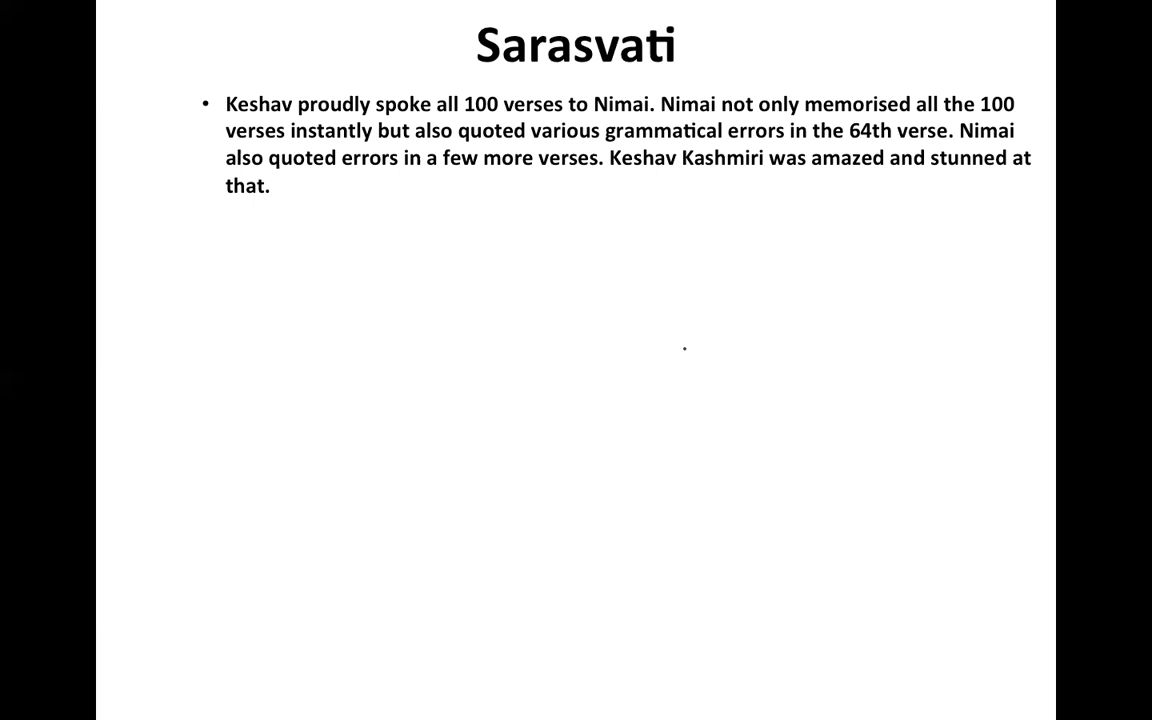 Sarasvati
• Keshav proudly spoke all 100 verses to Nimai. Nimai not only memorised all the 100
verses instantly but also quoted various grammatical errors in the 64th verse. Nimai
also quoted errors in a few more verses. Keshav Kashmiri was amazed and stunned at
that.